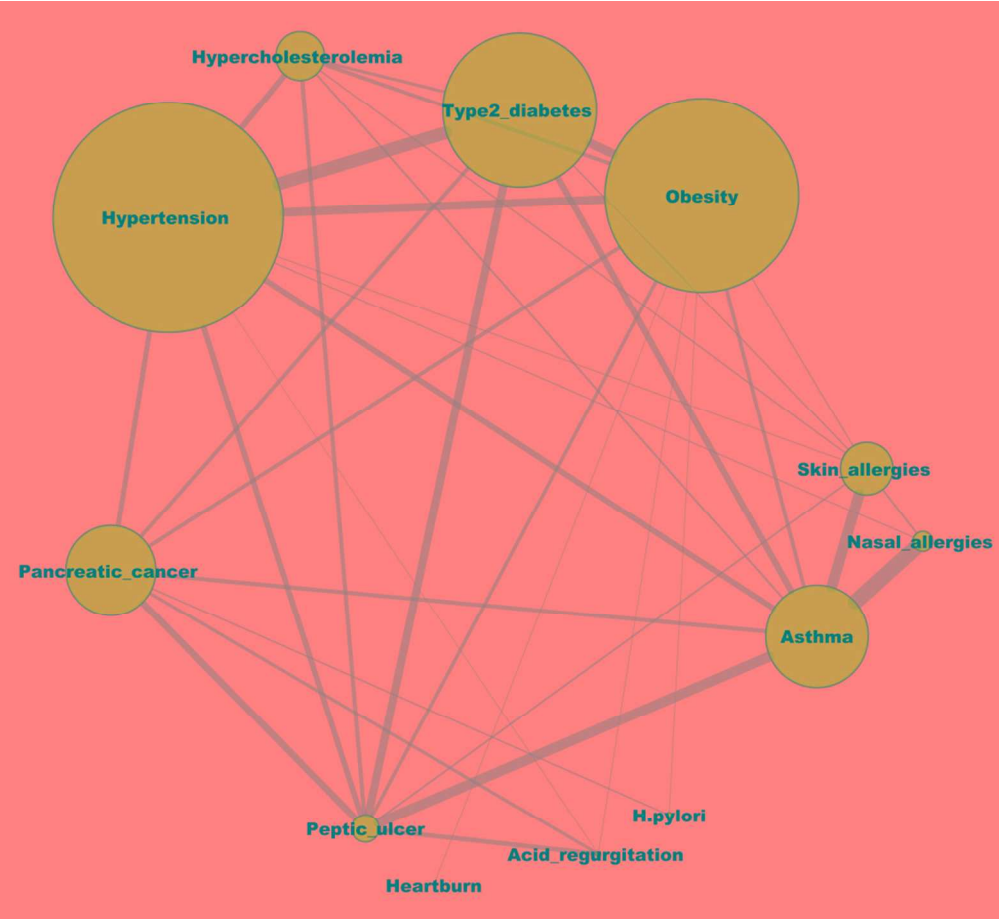 Hypercholesterolemia
Type2_diabetes
Obesity
Hypertension
Skin_allergies
Nasal_allergies
Pancreatic_cancer
Asthma
H.pylori
Peptic_ulcer
Acid_regurgitation
Heartburn